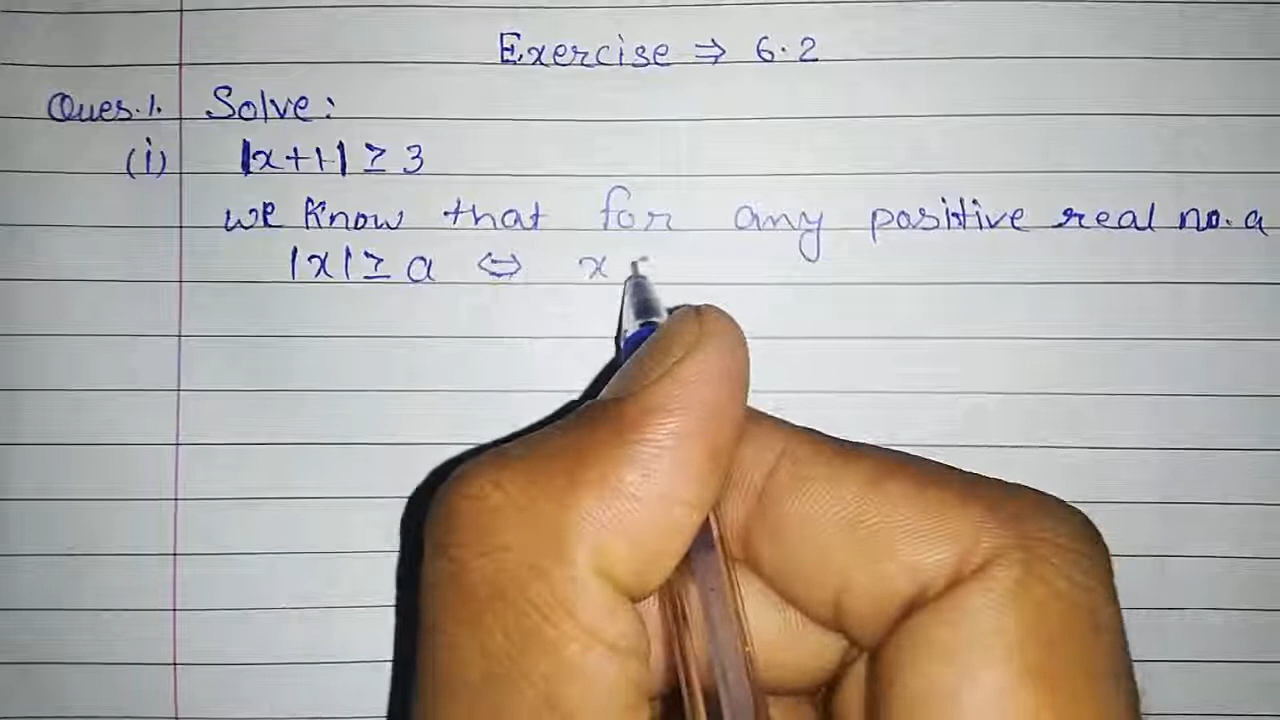 Exercise ⇒ 6.2
Ques.1. Solve:
(i) |x+1| ≥ 3
we know that for any positive real no. a
|x| ≥ a ⇔ x